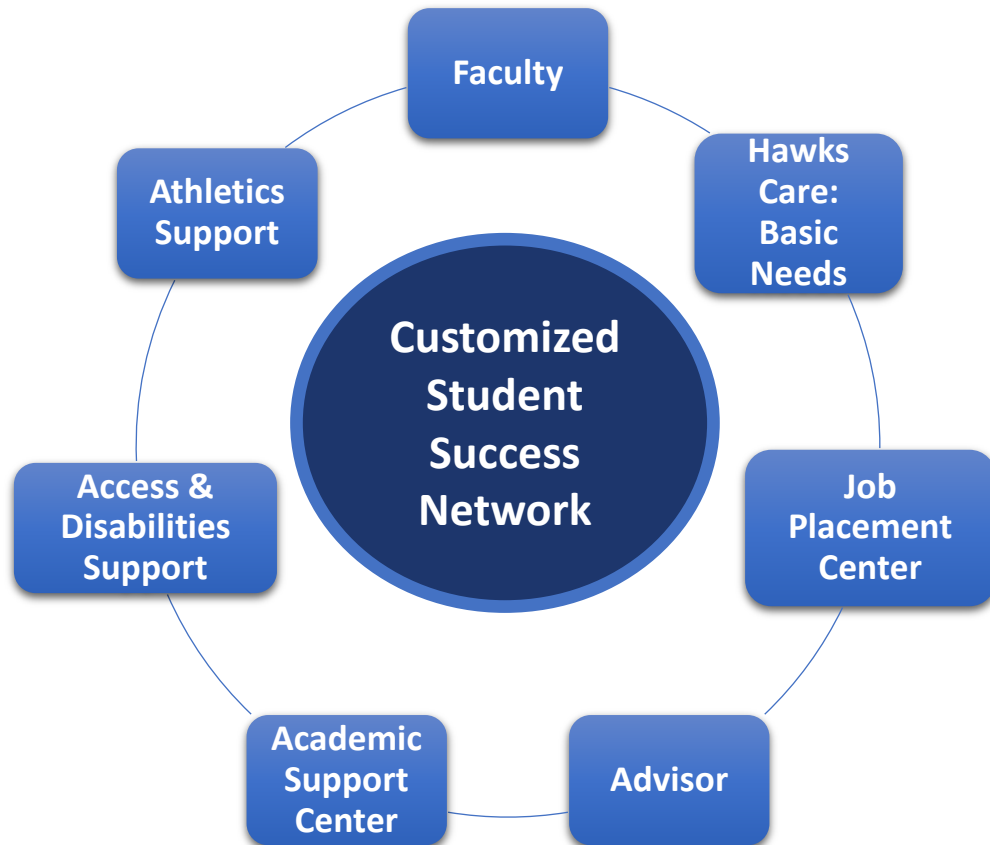 Faculty
Hawks
Care:
Basic
Needs
Athletics
Support
Customized
Student
Success
Network
Access &
Disabilities
Support
Job
Placement
Center
Academic
Support
Center
Advisor